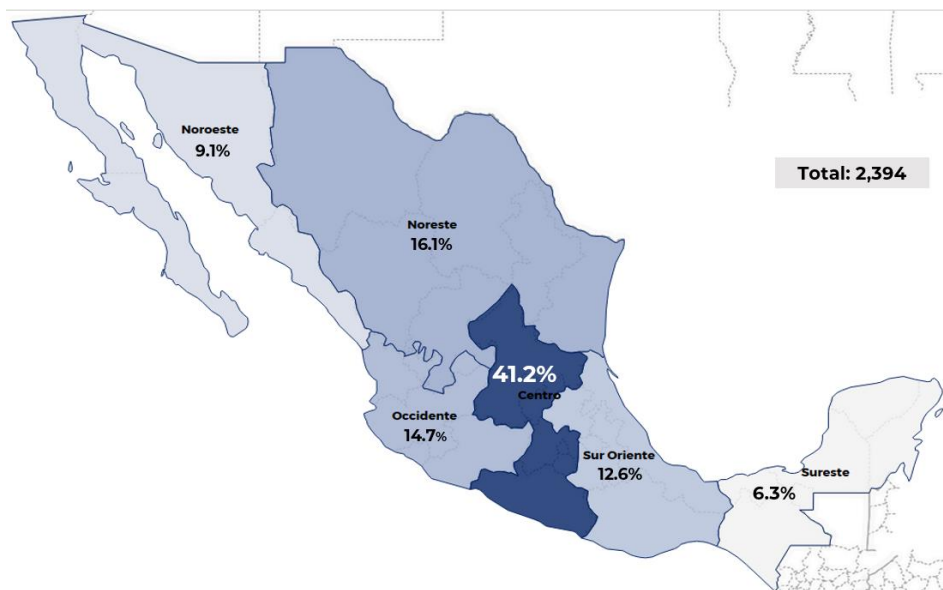 Noroeste
9.1%
Total: 2,394
Noreste
16.1%
41.2%
Centro
Occidente
14.7%
Sur Oriente
12.6%
Sureste
6.3%